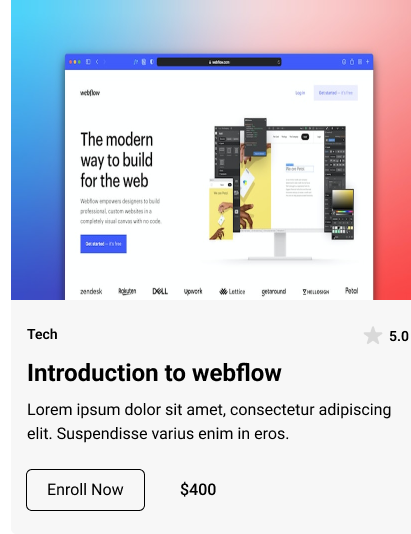 webflow.com
webflow
Log in
Get started — it's free
The modern
way to build
for the web
Webflow empowers designers to build
professional, custom websites in a
completely visual canvas with no code.
Get started — it's free
zendesk
Rakuten
DELL
Upwork
Lattice
getaround
HELLOSIGN
Petal
Tech
5.0
Introduction to webflow
Lorem ipsum dolor sit amet, consectetur adipiscing
elit. Suspendisse varius enim in eros.
Enroll Now
$400